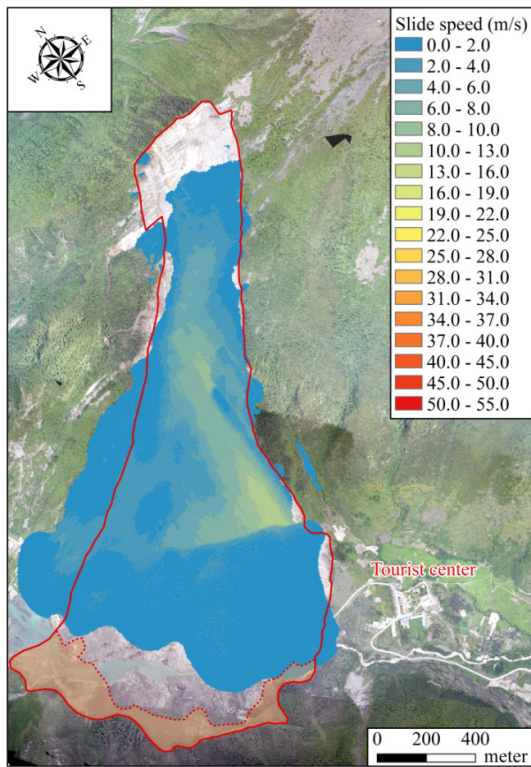 N
E
W
S
Slide speed (m/s)
0.0 - 2.0
2.0 - 4.0
4.0 - 6.0
6.0 - 8.0
8.0 - 10.0
10.0 - 13.0
13.0 - 16.0
16.0 - 19.0
19.0 - 22.0
22.0 - 25.0
25.0 - 28.0
28.0 - 31.0
31.0 - 34.0
34.0 - 37.0
37.0 - 40.0
40.0 - 45.0
45.0 - 50.0
50.0 - 55.0
Tourist center
0 200 400
meter